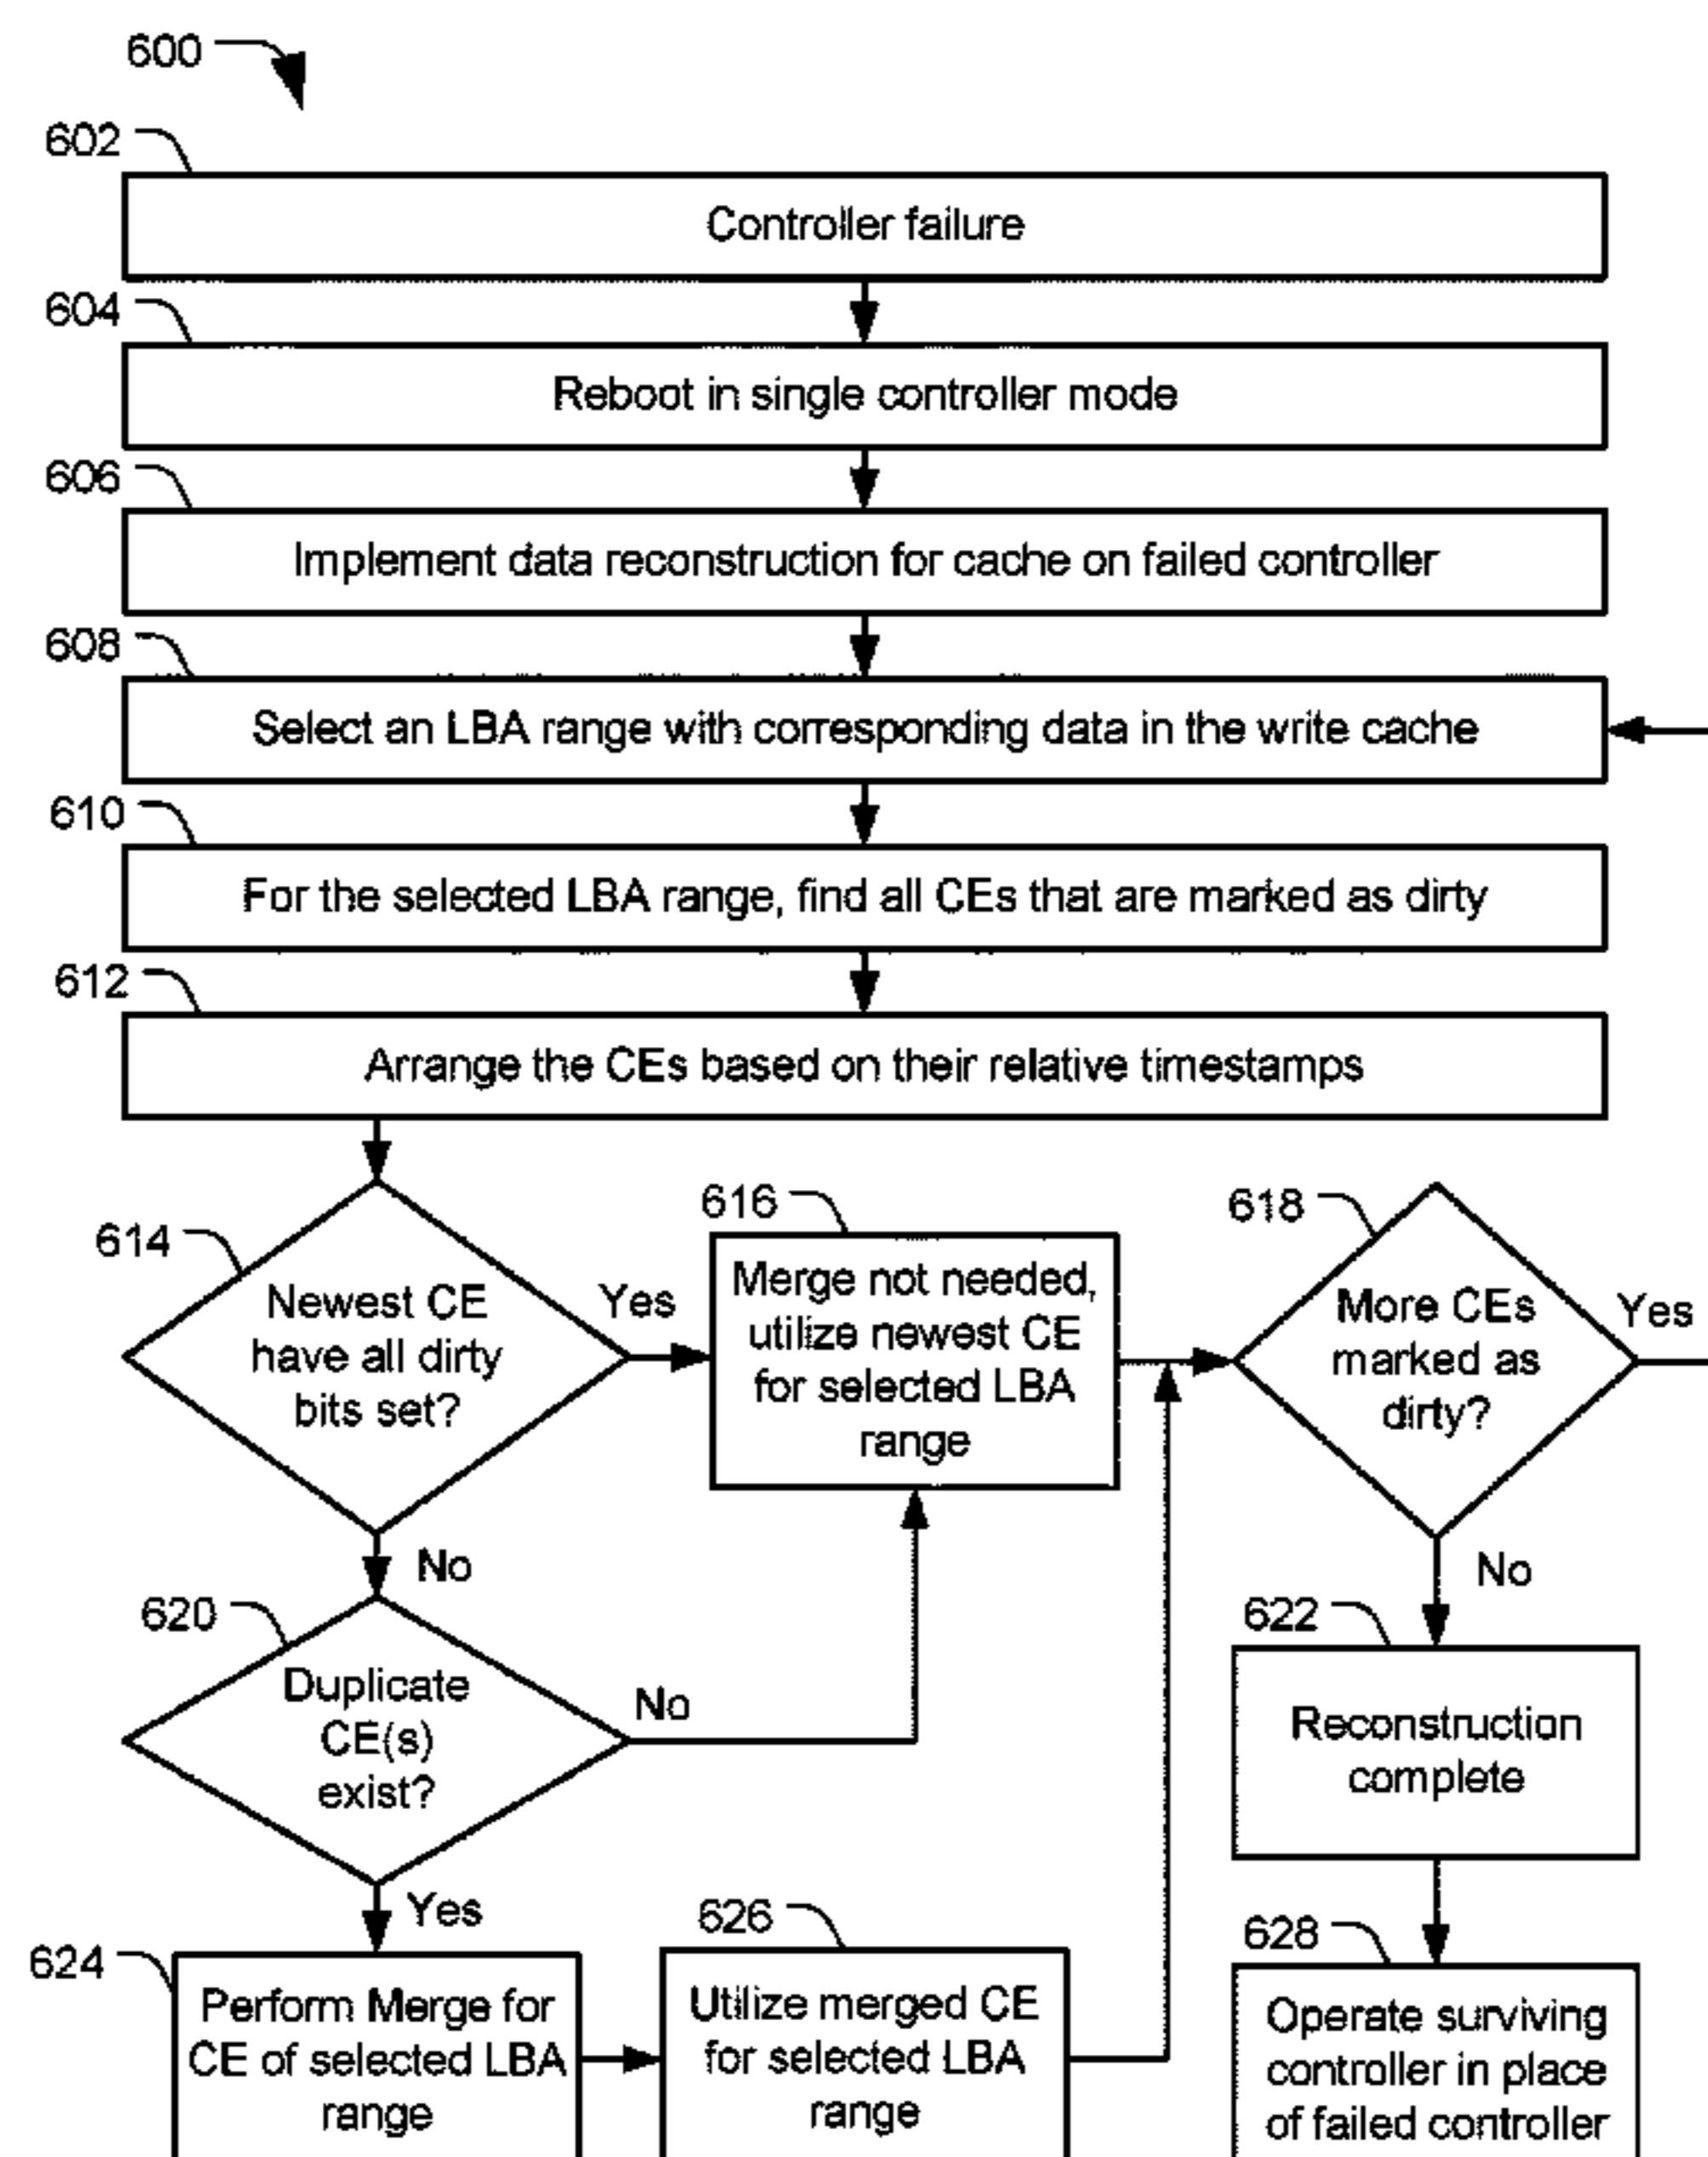 600
602
Controller failure
604
Reboot in single controller mode
606
Implement data reconstruction for cache on failed controller
608
Select an LBA range with corresponding data in the write cache
610
For the selected LBA range, find all CEs that are marked as dirty
612
Arrange the CEs based on their relative timestamps
614
Newest CE
have all dirty
bits set?
Yes
No
616
Merge not needed,
utilize newest CE
for selected LBA
range
618
More CEs
marked as
dirty?
Yes
No
620
Duplicate
CE(s)
exist?
No
Yes
622
Reconstruction
complete
624
Perform Merge for
CE of selected LBA
range
626
Utilize merged CE
for selected LBA
range
628
Operate surviving
controller in place
of failed controller